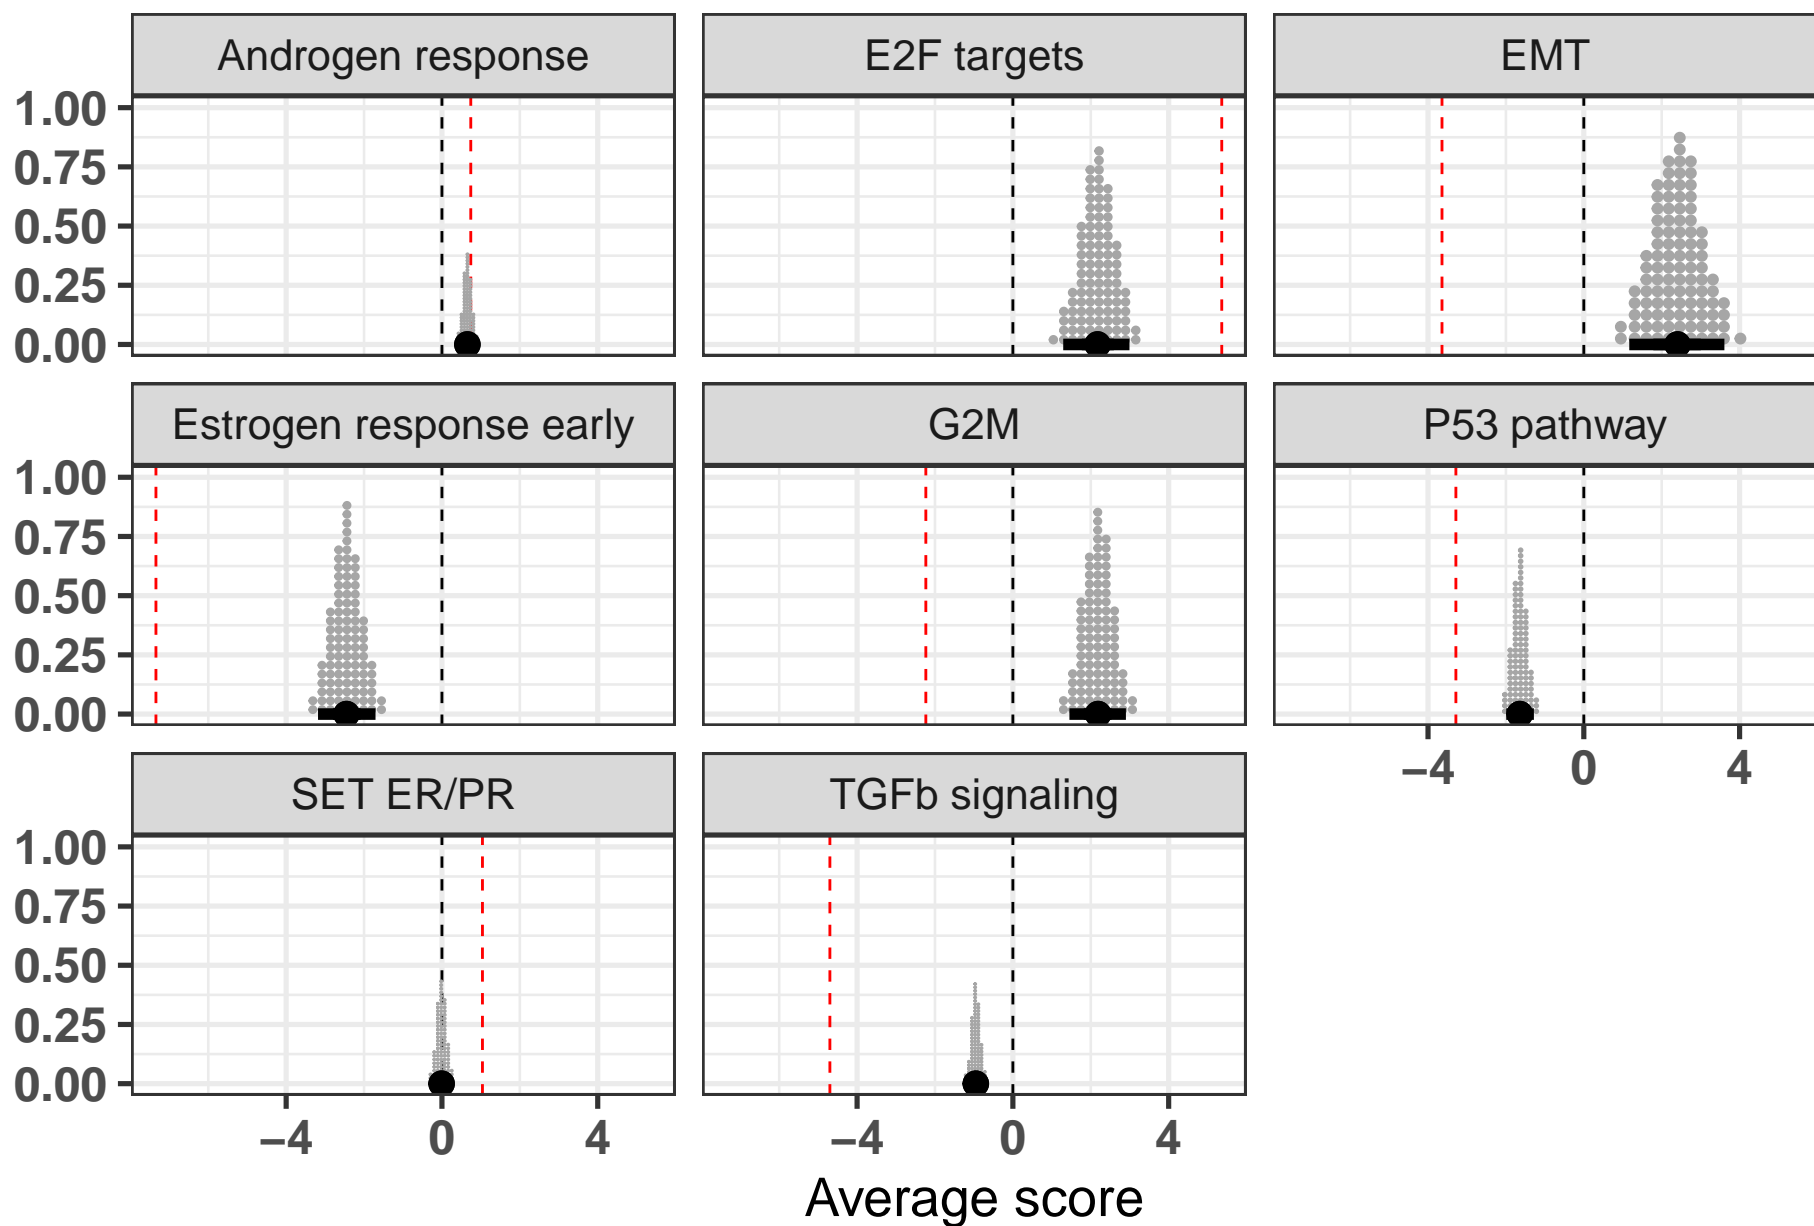 Androgen response
E2F targets
EMT
1.00
0.75
0.50
0.25
0.00
Estrogen response early
G2M
P53 pathway
1.00
0.75
0.50
0.25
0.00
−4 0 4
SET ER/PR
TGFb signaling
1.00
0.75
0.50
0.25
0.00
−4 0 4
−4 0 4
Average score